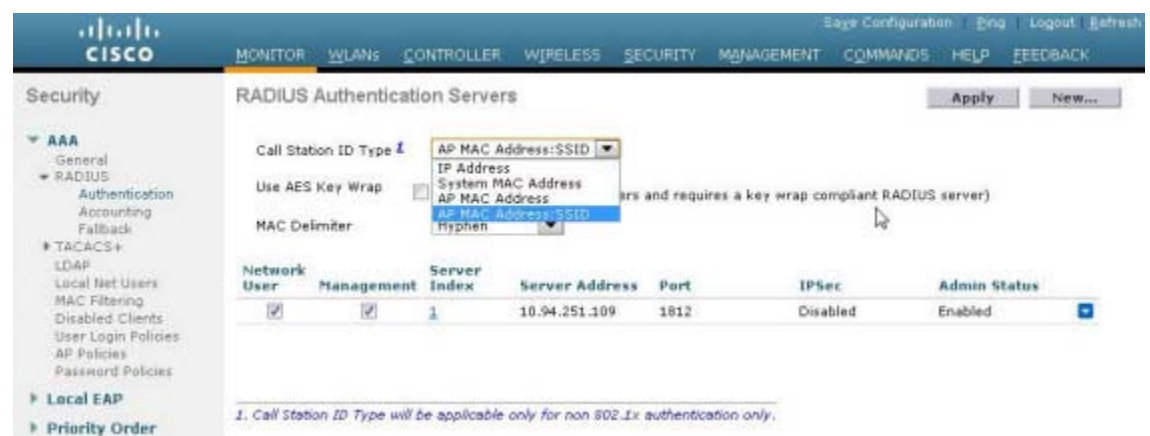 Save Configuration Ping Logout Refresh
CISCO
MONITOR WLANs CONTROLLER WIRELESS SECURITY MANAGEMENT COMMANDS HELP FEEDBACK
Security
RADIUS Authentication Servers
Apply New...
AAA
General
RADIUS
Authentication
Accounting
Fallback
TACACS+
LDAP
Local Net Users
MAC Filtering
Disabled Clients
User Login Policies
AP Policies
Password Policies
Local EAP
Priority Order
Call Station ID Type 1 AP MAC Address:SSID
IP Address
System MAC Address
AP MAC Address
AP MAC Address:SSID
Use AES Key Wrap ers and requires a key wrap compliant RADIUS server)
MAC Delimiter Hyphen
Network User Management Server Index Server Address Port IPSec Admin Status
1 10.94.251.109 1812 Disabled Enabled
1. Call Station ID Type will be applicable only for non 802.1x authentication only.